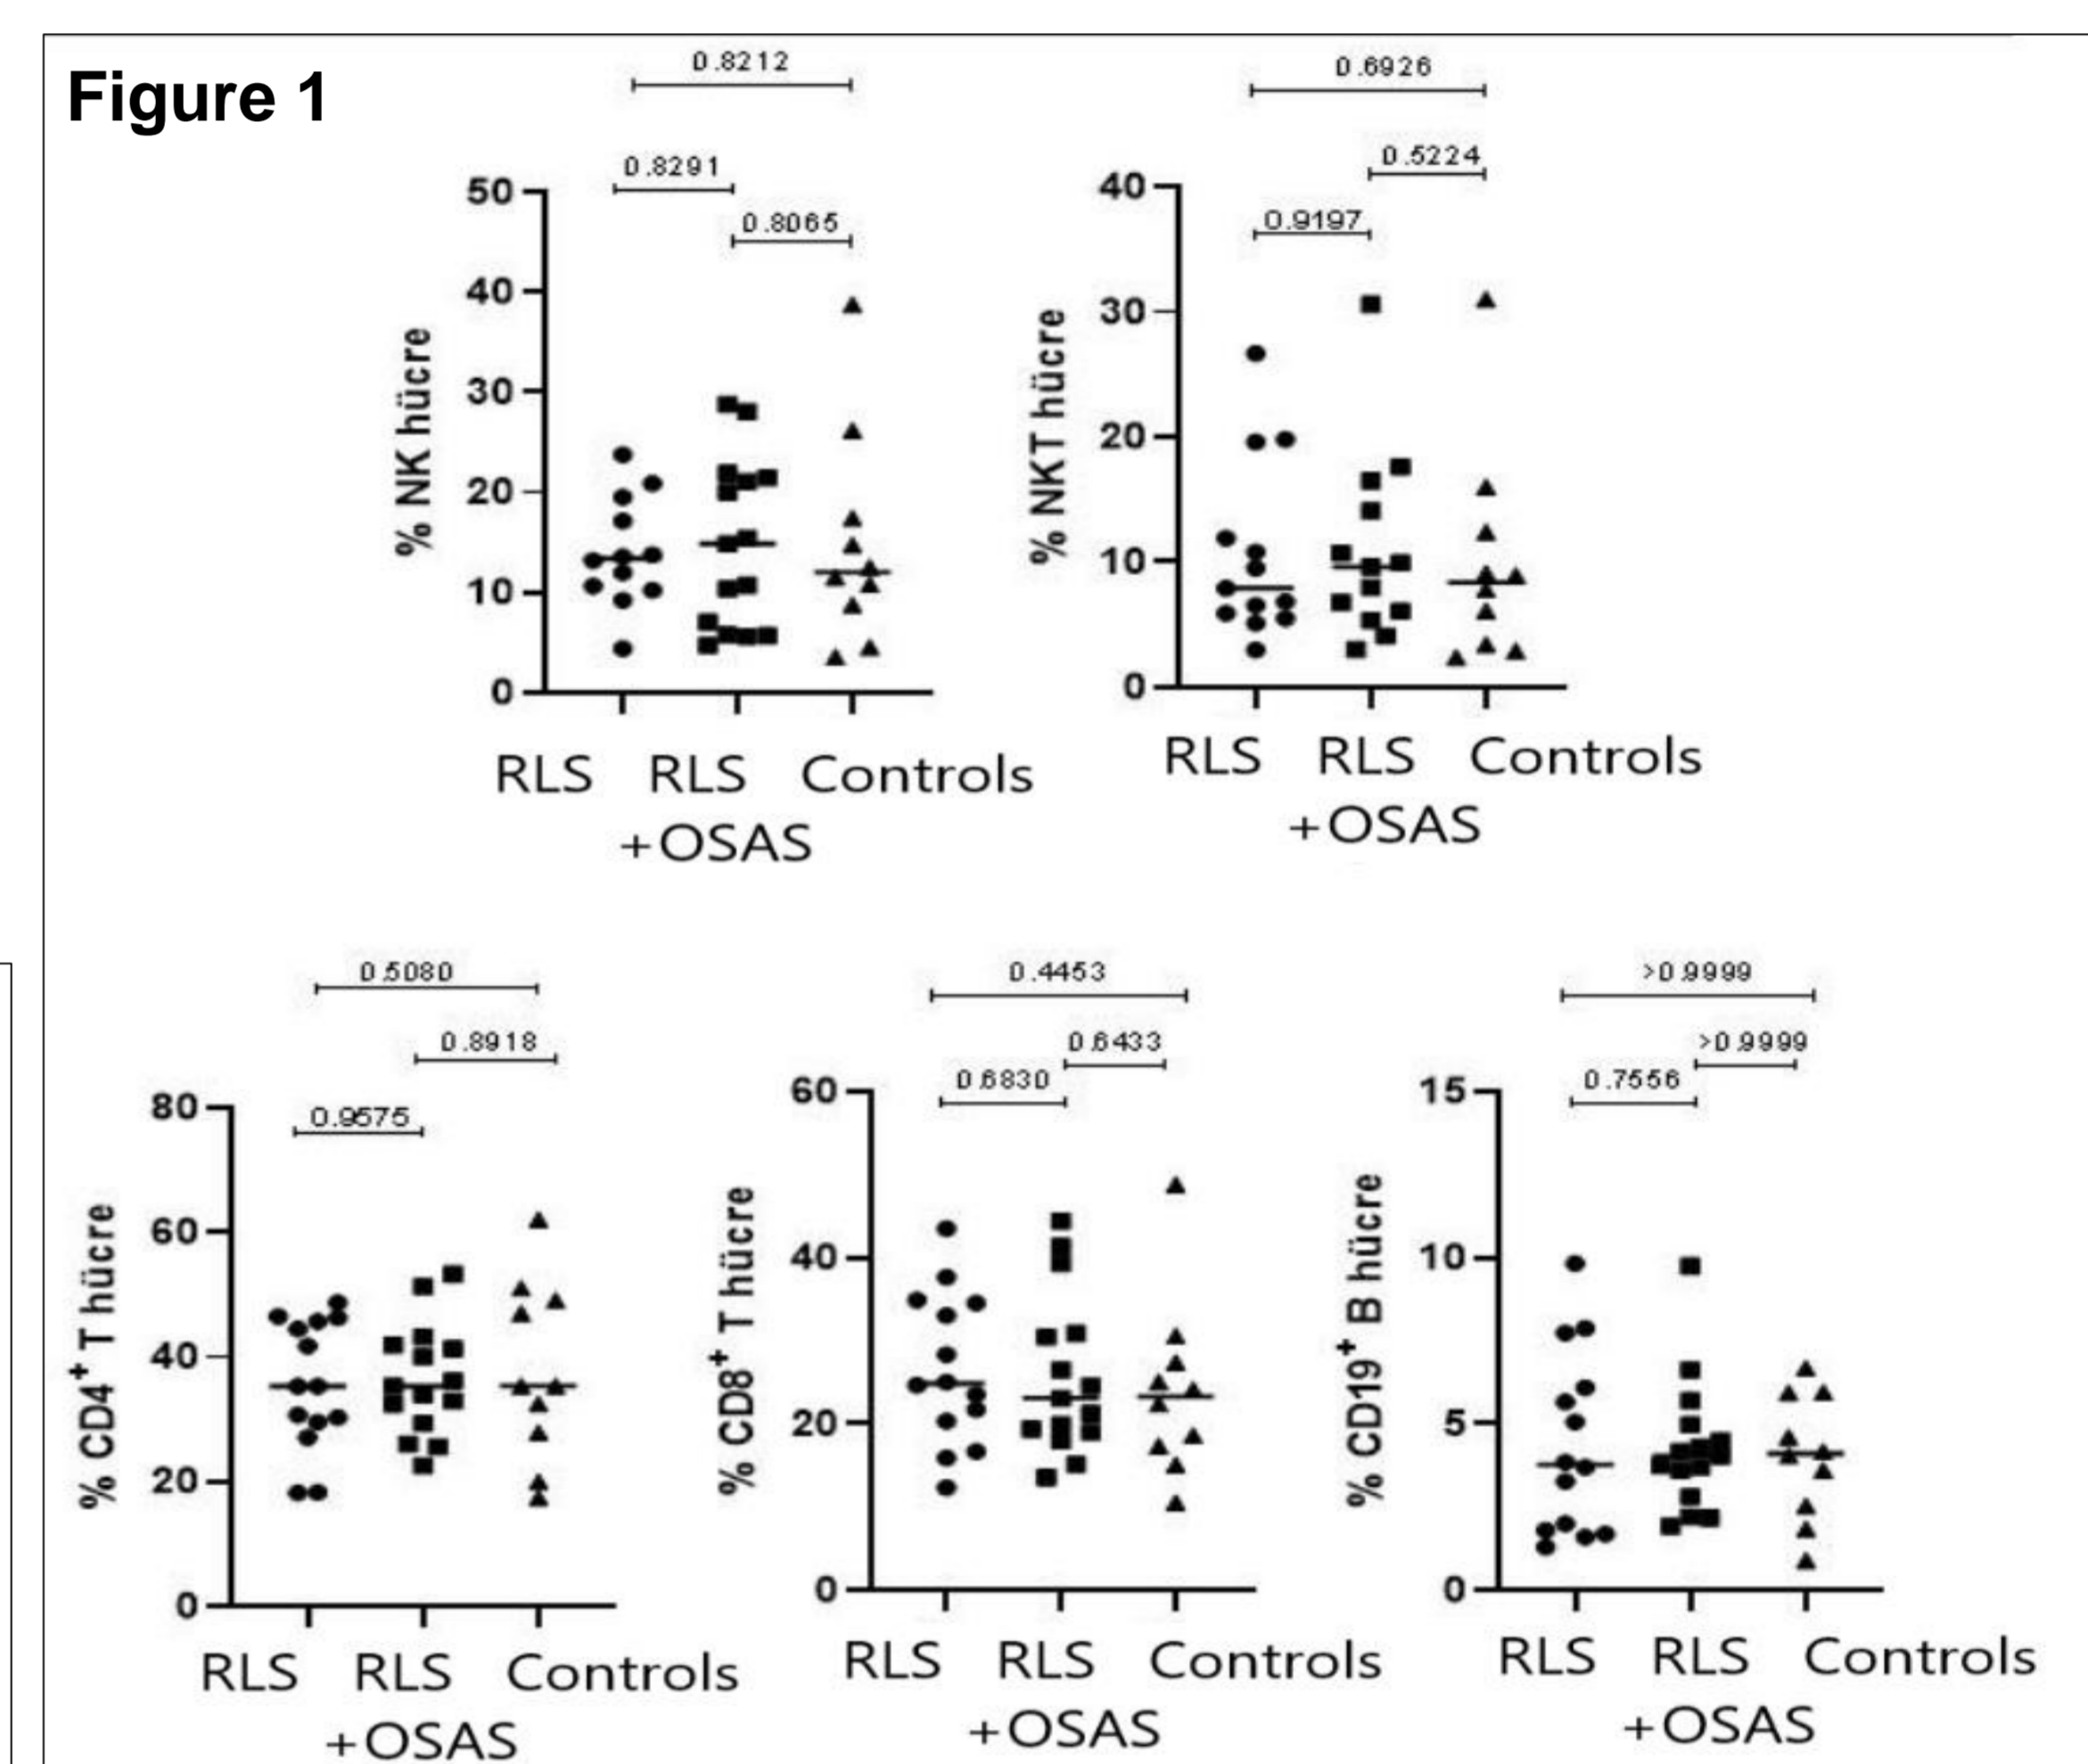 Figure 1
0.8212
0.8291
0.8065
50
40
30
20
10
0
% NK hücre
RLS RLS Controls
+OSAS
0.6926
0.5224
0.9197
40
30
20
10
0
% NKT hücre
RLS RLS Controls
+OSAS
0.5080
0.8918
0.9575
80
60
40
20
0
% CD4+ T hücre
RLS RLS Controls
+OSAS
0.4453
0.6433
0.6830
60
40
20
0
% CD8+ T hücre
RLS RLS Controls
+OSAS
>0.9999
>0.9999
0.7556
15
10
5
0
% CD19+ B hücre
RLS RLS Controls
+OSAS